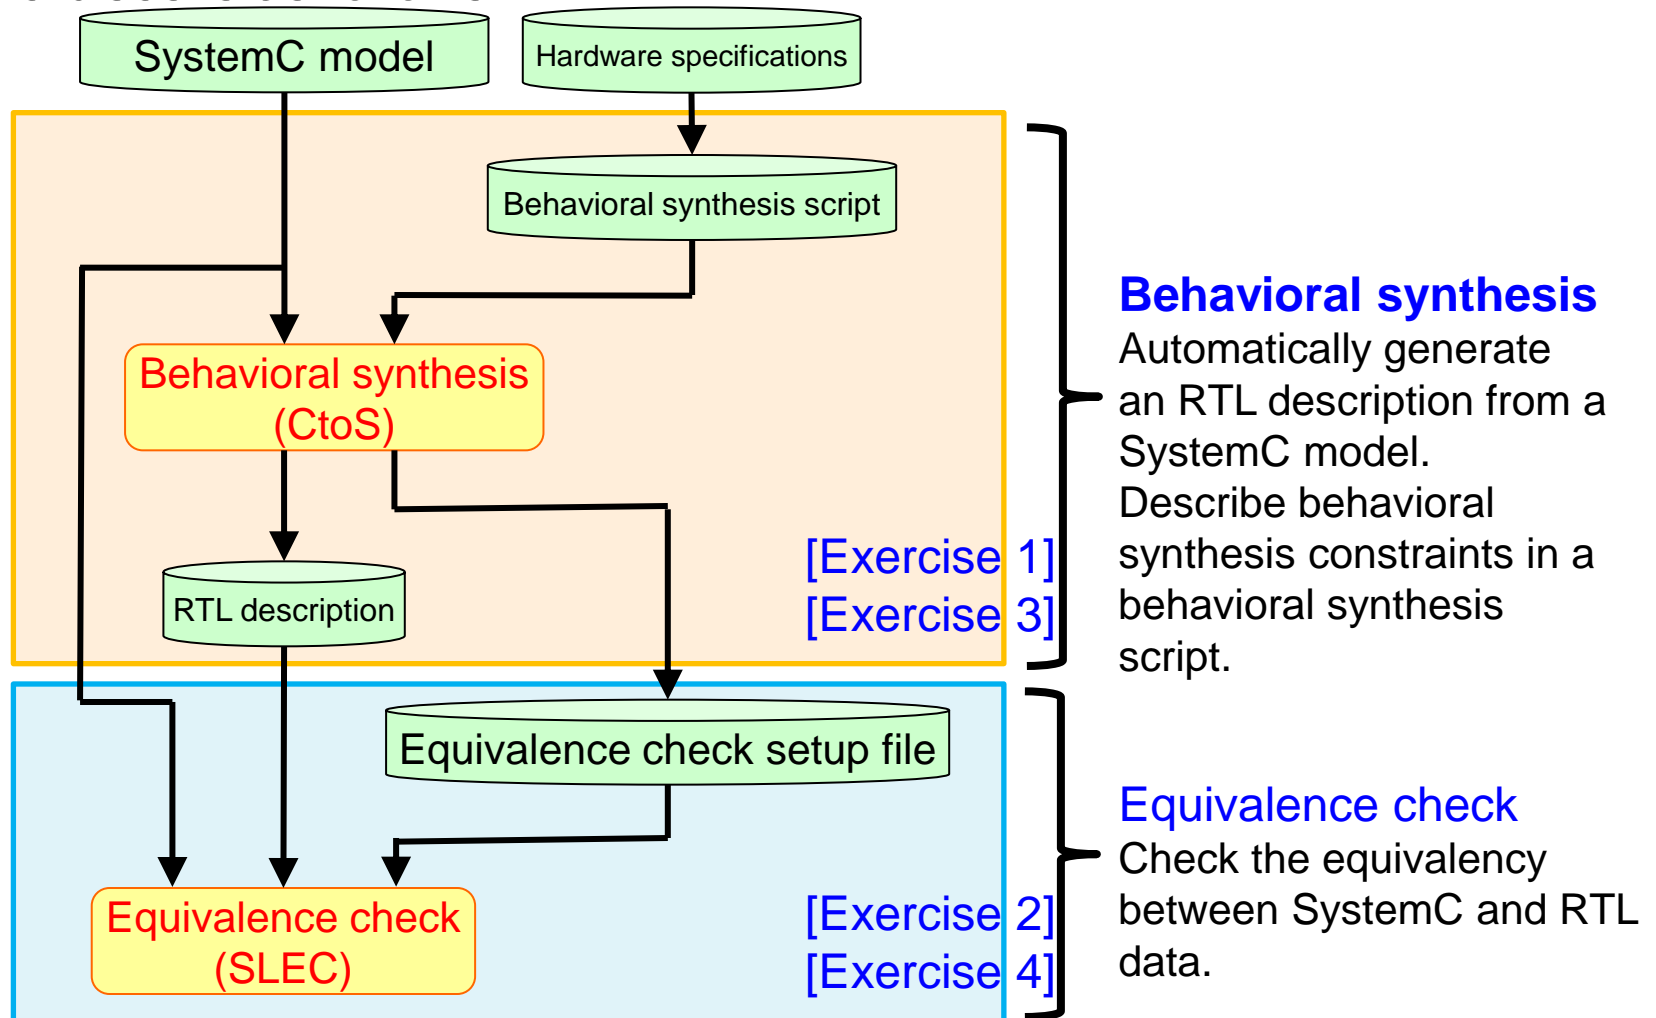 SystemC model
Hardware specifications
Behavioral synthesis script
Behavioral synthesis
(CtoS)
[Exercise 1]
[Exercise 3]
RTL description
Behavioral synthesis
Automatically generate
an RTL description from a
SystemC model.
Describe behavioral
synthesis constraints in a
behavioral synthesis
script.
Equivalence check setup file
Equivalence check
(SLEC)
[Exercise 2]
[Exercise 4]
Equivalence check
Check the equivalency
between SystemC and RTL
data.